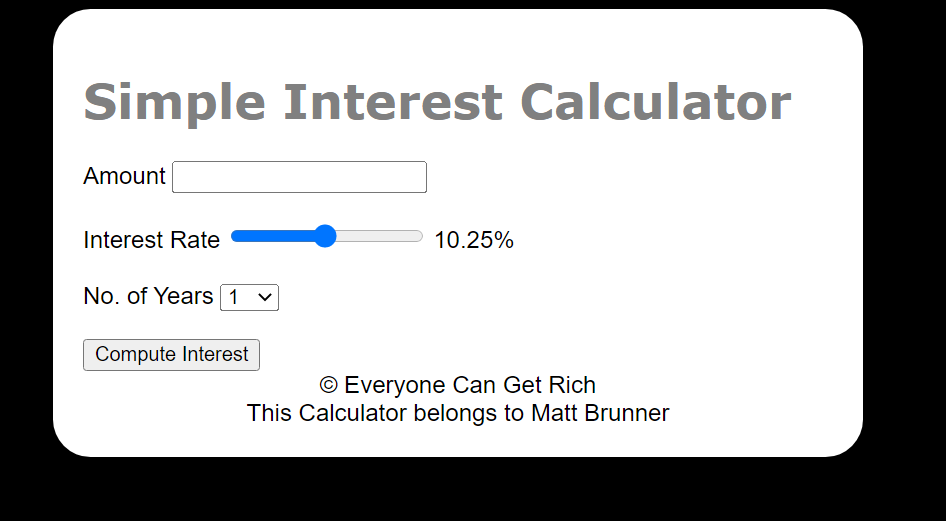 Simple Interest Calculator
Amount
Interest Rate 10.25%
No. of Years 1
Compute Interest
© Everyone Can Get Rich
This Calculator belongs to Matt Brunner